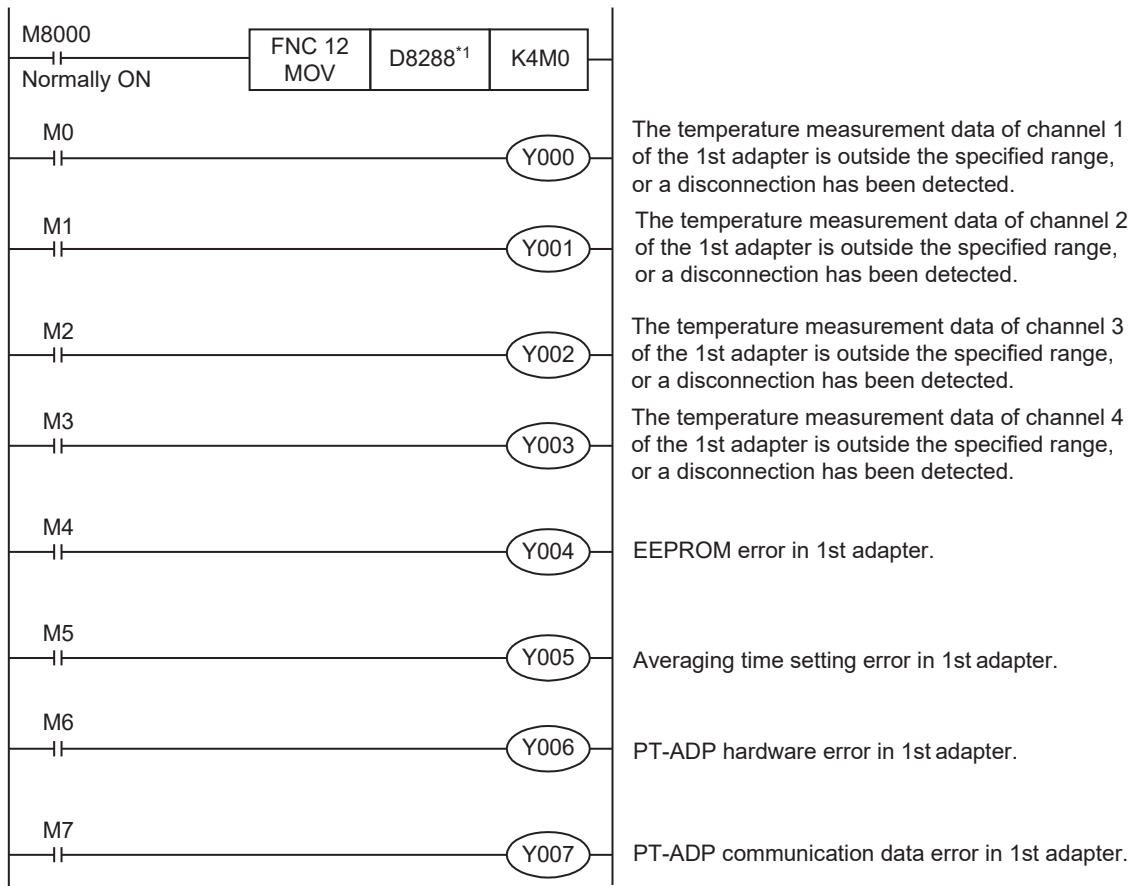 M8000
Normally ON
FNC 12
MOV
D8288*1
K4M0
M0
Y000
The temperature measurement data of channel 1
of the 1st adapter is outside the specified range,
or a disconnection has been detected.
M1
Y001
The temperature measurement data of channel 2
of the 1st adapter is outside the specified range,
or a disconnection has been detected.
M2
Y002
The temperature measurement data of channel 3
of the 1st adapter is outside the specified range,
or a disconnection has been detected.
M3
Y003
The temperature measurement data of channel 4
of the 1st adapter is outside the specified range,
or a disconnection has been detected.
M4
Y004
EEPROM error in 1st adapter.
M5
Y005
Averaging time setting error in 1st adapter.
M6
Y006
PT-ADP hardware error in 1st adapter.
M7
Y007
PT-ADP communication data error in 1st adapter.